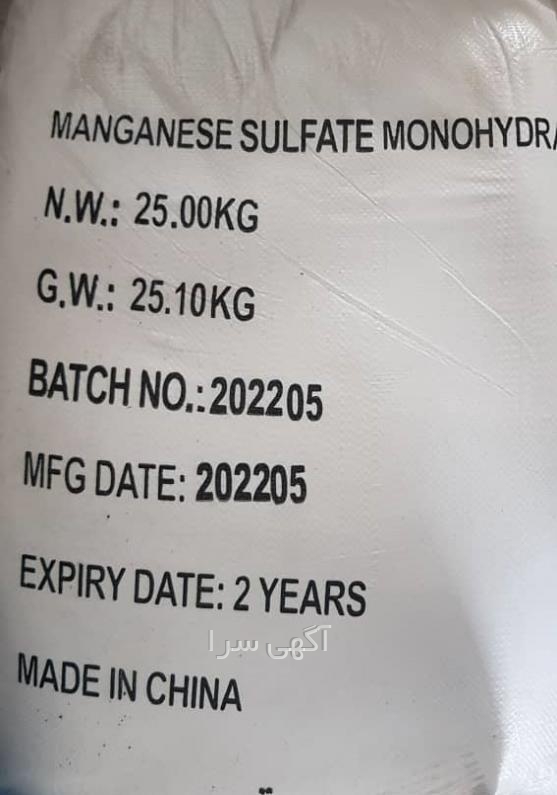 MANGANESE SULFATE MONOHYDRA
N.W.: 25.00KG
G.W.: 25.10KG
BATCH NO.:202205
MFG DATE: 202205
EXPIRY DATE: 2 YEARS
آگهی سرا
MADE IN CHINA